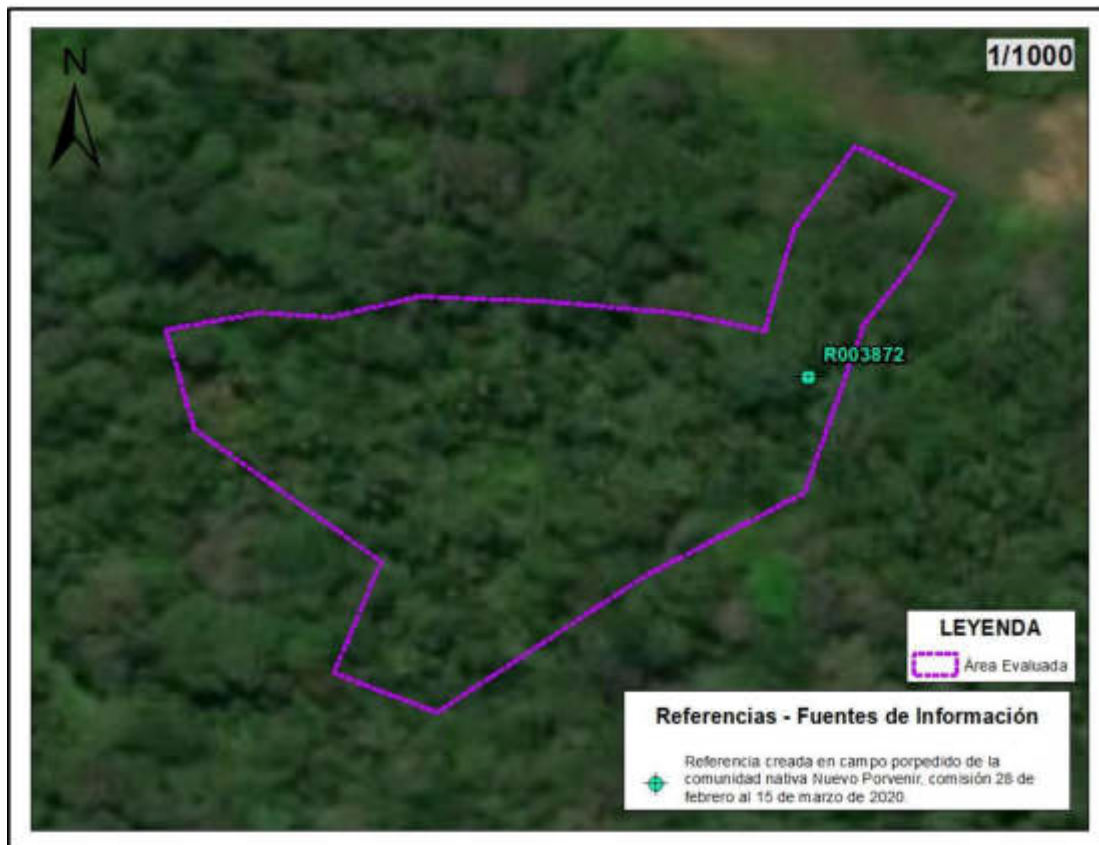 N
1/1000
R003872
LEYENDA
Área Evaluada
Referencias - Fuentes de Información
Referencia creada en campo porpedido de la
comunidad nativa Nuevo Porvenir, comisión 28 de
febrero al 15 de marzo de 2020.